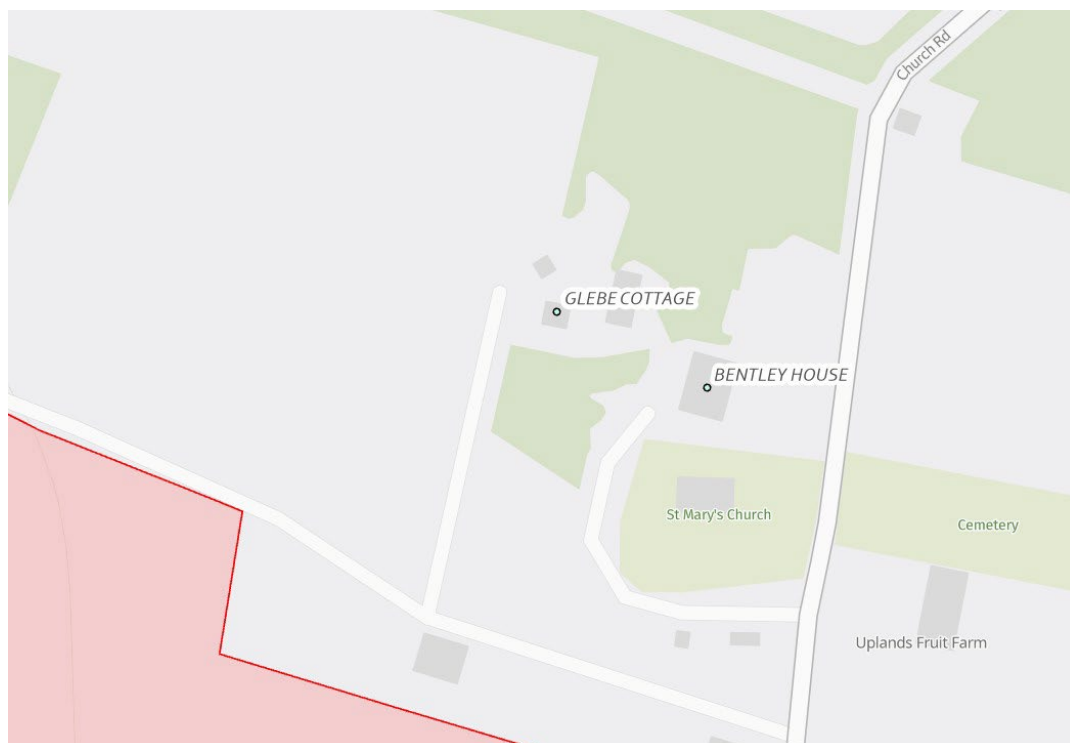 Church Rd
GLEBE COTTAGE
BENTLEY HOUSE
St Mary's Church
Cemetery
Uplands Fruit Farm